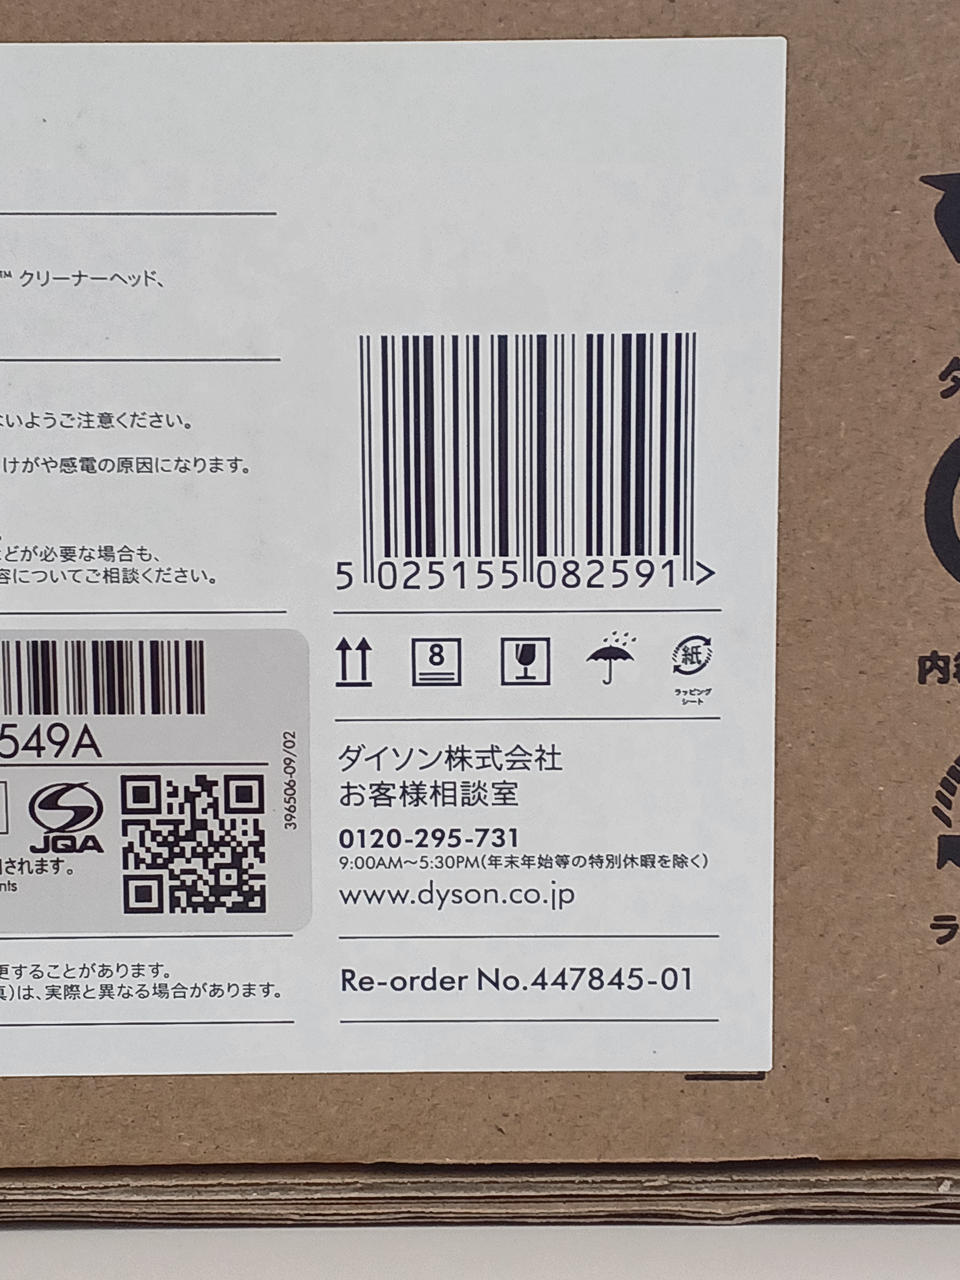 ™ クリーナーヘッド、
ないようご注意ください。
けがや感電の原因になります。
どが必要な場合も、
容についてご相談ください。
5 025155 082591 >
8
紙
ラッピング
シート
549A
396506-09/02
JQA
されます。
nts
ダイソン株式会社
お客様相談室
0120-295-731
9:00AM～5:30PM(年末年始等の特別休暇を除く)
www.dyson.co.jp
更することがあります。
真)は、実際と異なる場合があります。
Re-order No.447845-01
ダ
内
ラ